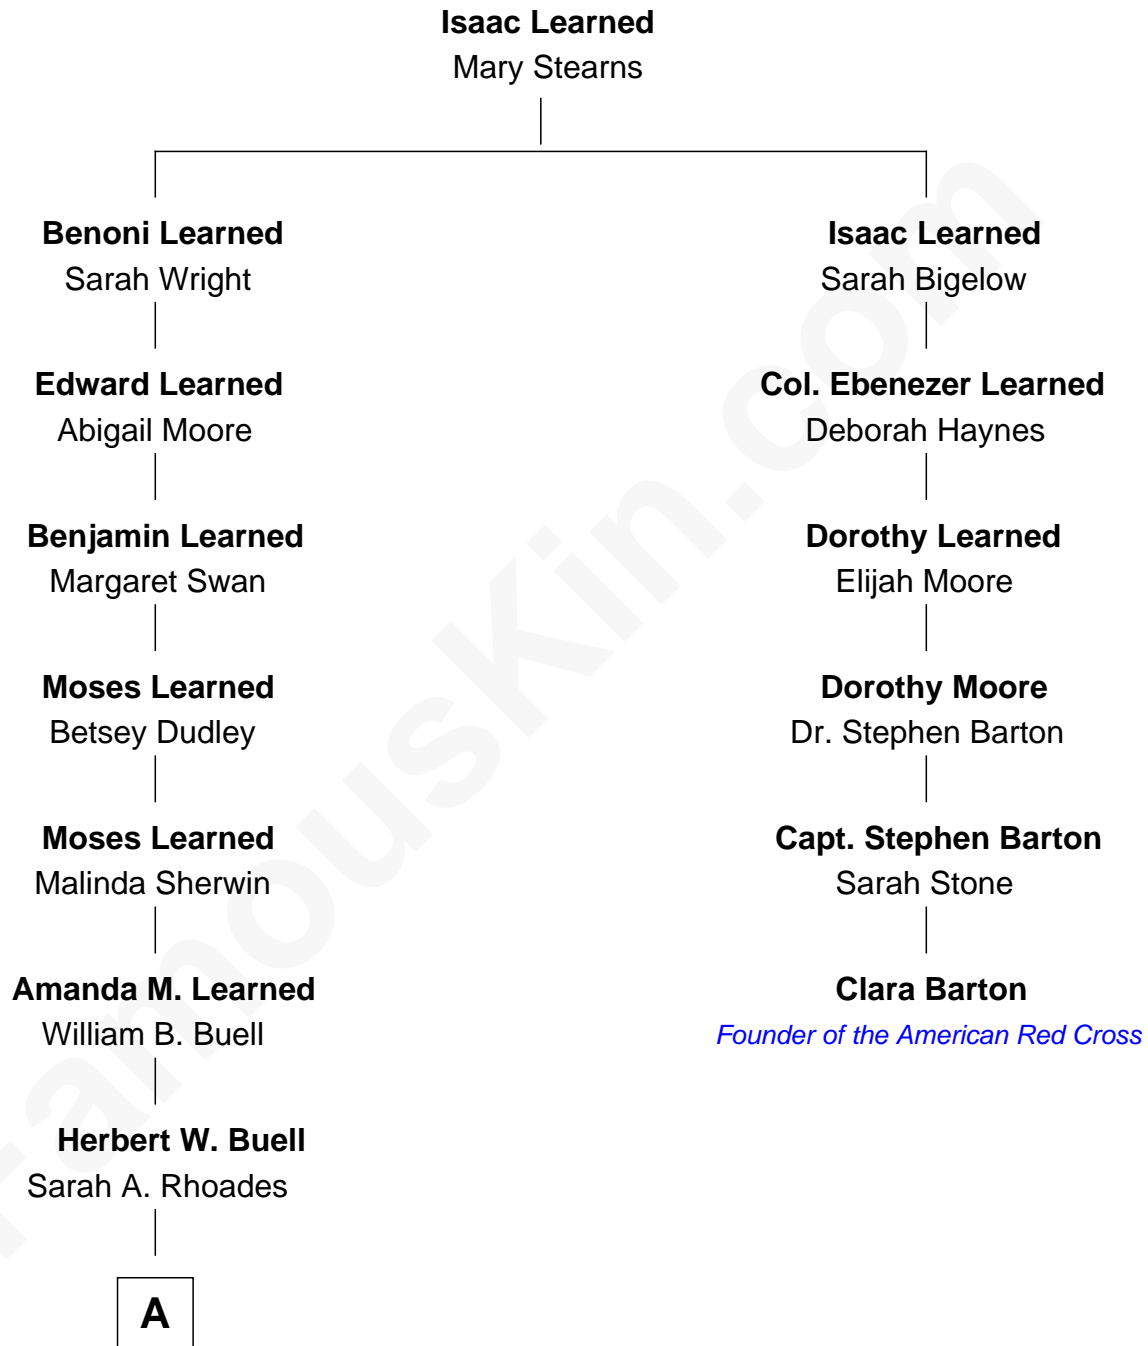 Isaac Learned
Mary Stearns
Benoni Learned
Sarah Wright
Isaac Learned
Sarah Bigelow
Edward Learned
Abigail Moore
Col. Ebenezer Learned
Deborah Haynes
Benjamin Learned
Margaret Swan
Dorothy Learned
Elijah Moore
Moses Learned
Betsey Dudley
Dorothy Moore
Dr. Stephen Barton
Moses Learned
Malinda Sherwin
Capt. Stephen Barton
Sarah Stone
Amanda M. Learned
William B. Buell
Clara Barton
Founder of the American Red Cross
Herbert W. Buell
Sarah A. Rhoades
A
FamousKin.com